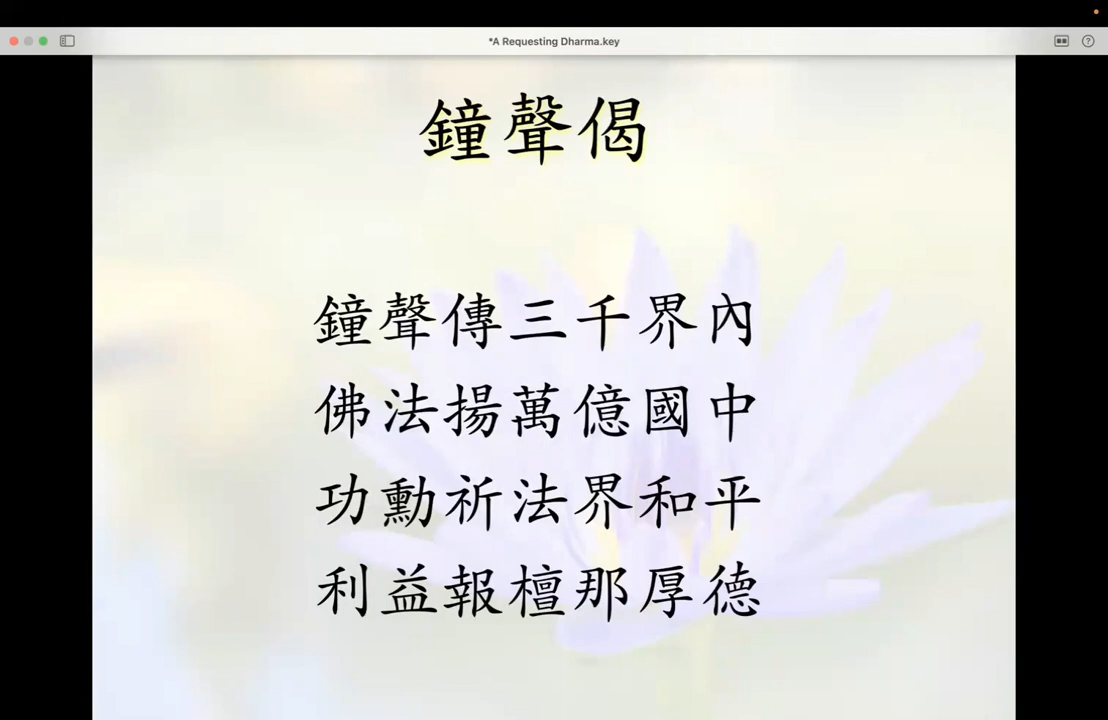 *A Requesting Dharma.key
鐘聲偈
鐘聲傳三千界內
佛法揚萬億國中
功勳祈法界和平
利益報檀那厚德